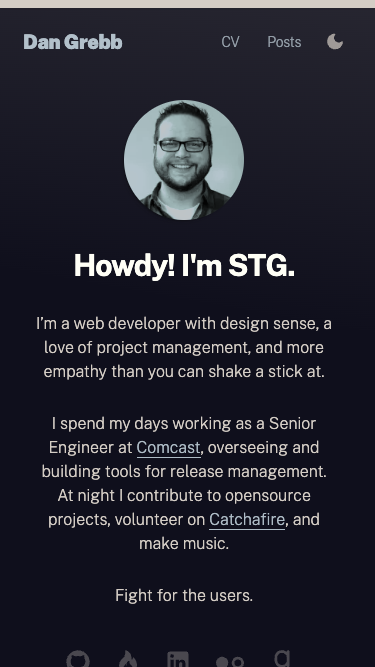 Dan Grebb
CV
Posts
Howdy! I'm STG.
I'm a web developer with design sense, a
love of project management, and more
empathy than you can shake a stick at.
I spend my days working as a Senior
Engineer at Comcast, overseeing and
building tools for release management.
At night I contribute to opensource
projects, volunteer on Catchafire, and
make music.
Fight for the users.